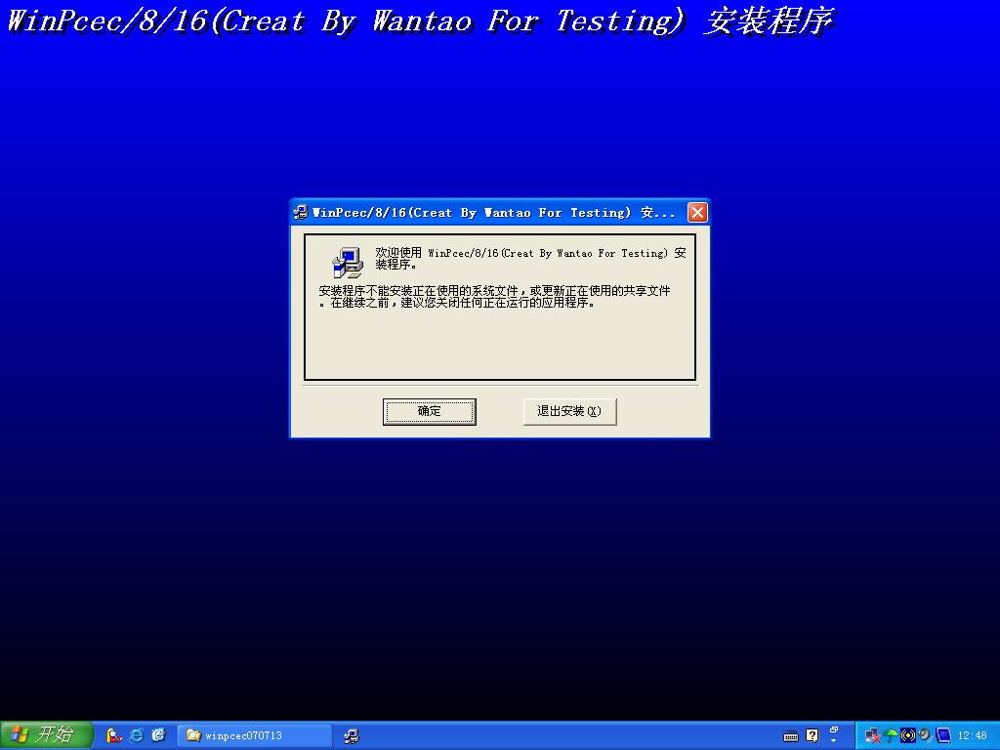 WinPcec/8/16(Creat By Wantao For Testing) 安装程序
WinPcec/8/16(Creat By Wantao For Testing) 安...
欢迎使用 WinPcec/8/16(Creat By Wantao For Testing) 安
装程序。
安装程序不能安装正在使用的系统文件，或更新正在使用的共享文件
。在继续之前，建议您关闭任何正在运行的应用程序。
确定
退出安装(X)
开始
winpcec070713
12:48